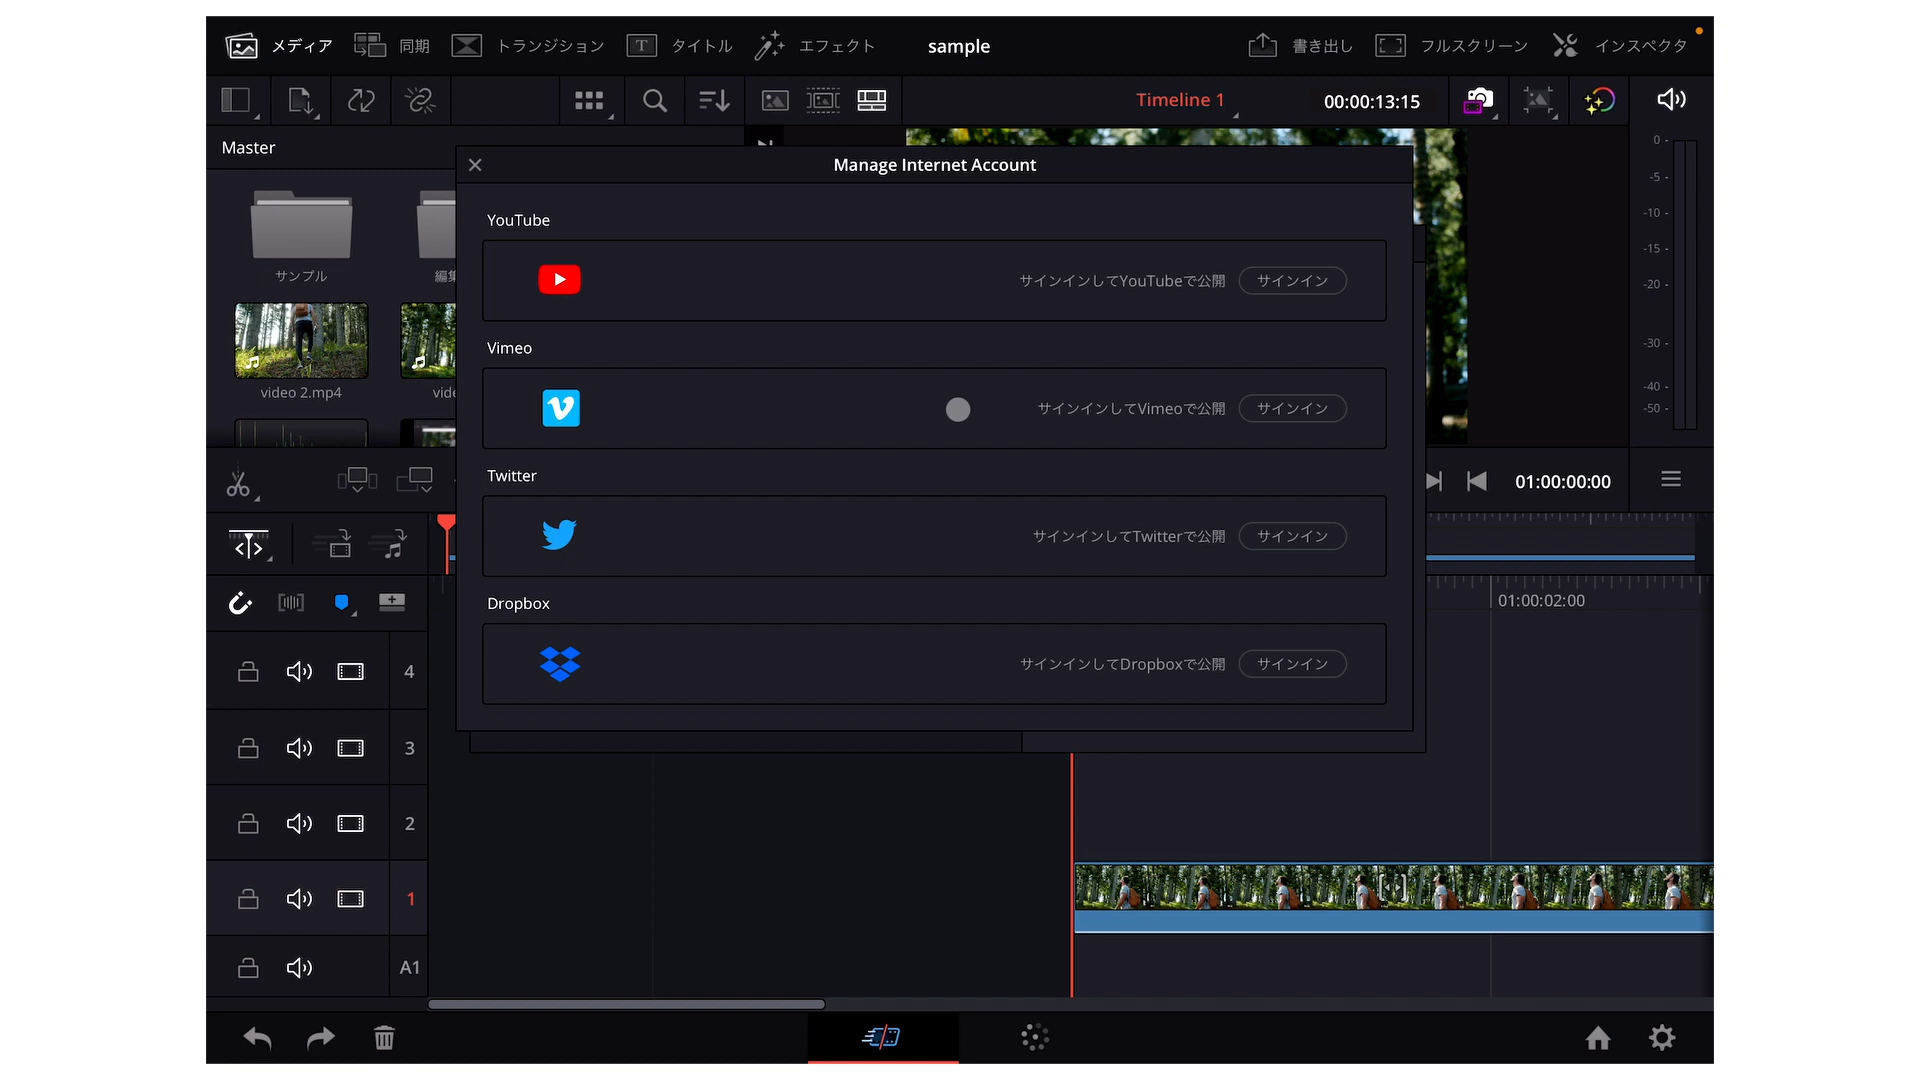 メディア 同期 トランジション タイトル エフェクト sample 書き出し フルスクリーン インスペクタ
Timeline 1 00:00:13:15
Master
サンプル
video 2.mp4
Manage Internet Account
YouTube
サインインしてYouTubeで公開 サインイン
Vimeo
サインインしてVimeoで公開 サインイン
Twitter
サインインしてTwitterで公開 サインイン
Dropbox
サインインしてDropboxで公開 サインイン
0 -
-5 -
-10 -
-15 -
-20 -
-30 -
-40 -
-50 -
01:00:00:00
01:00:02:00
4
3
2
1
A1